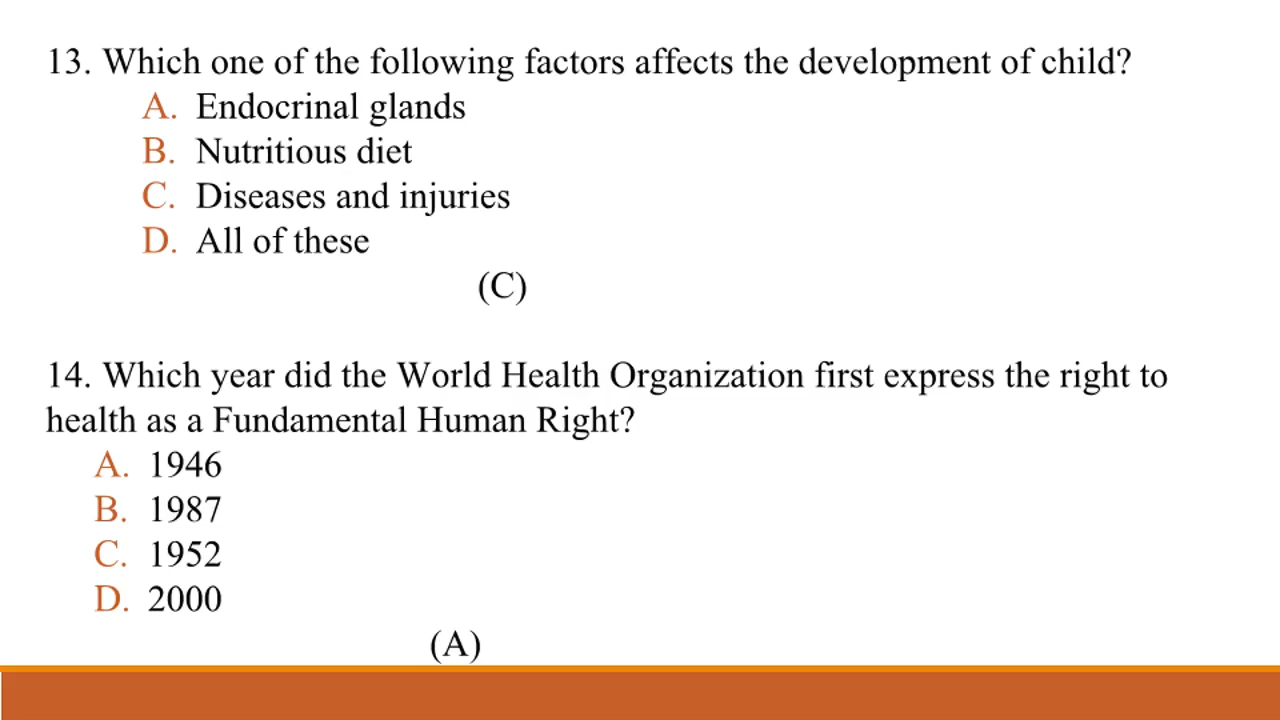 13. Which one of the following factors affects the development of child?
A. Endocrinal glands
B. Nutritious diet
C. Diseases and injuries
D. All of these
(C)
14. Which year did the World Health Organization first express the right to
health as a Fundamental Human Right?
A. 1946
B. 1987
C. 1952
D. 2000
(A)